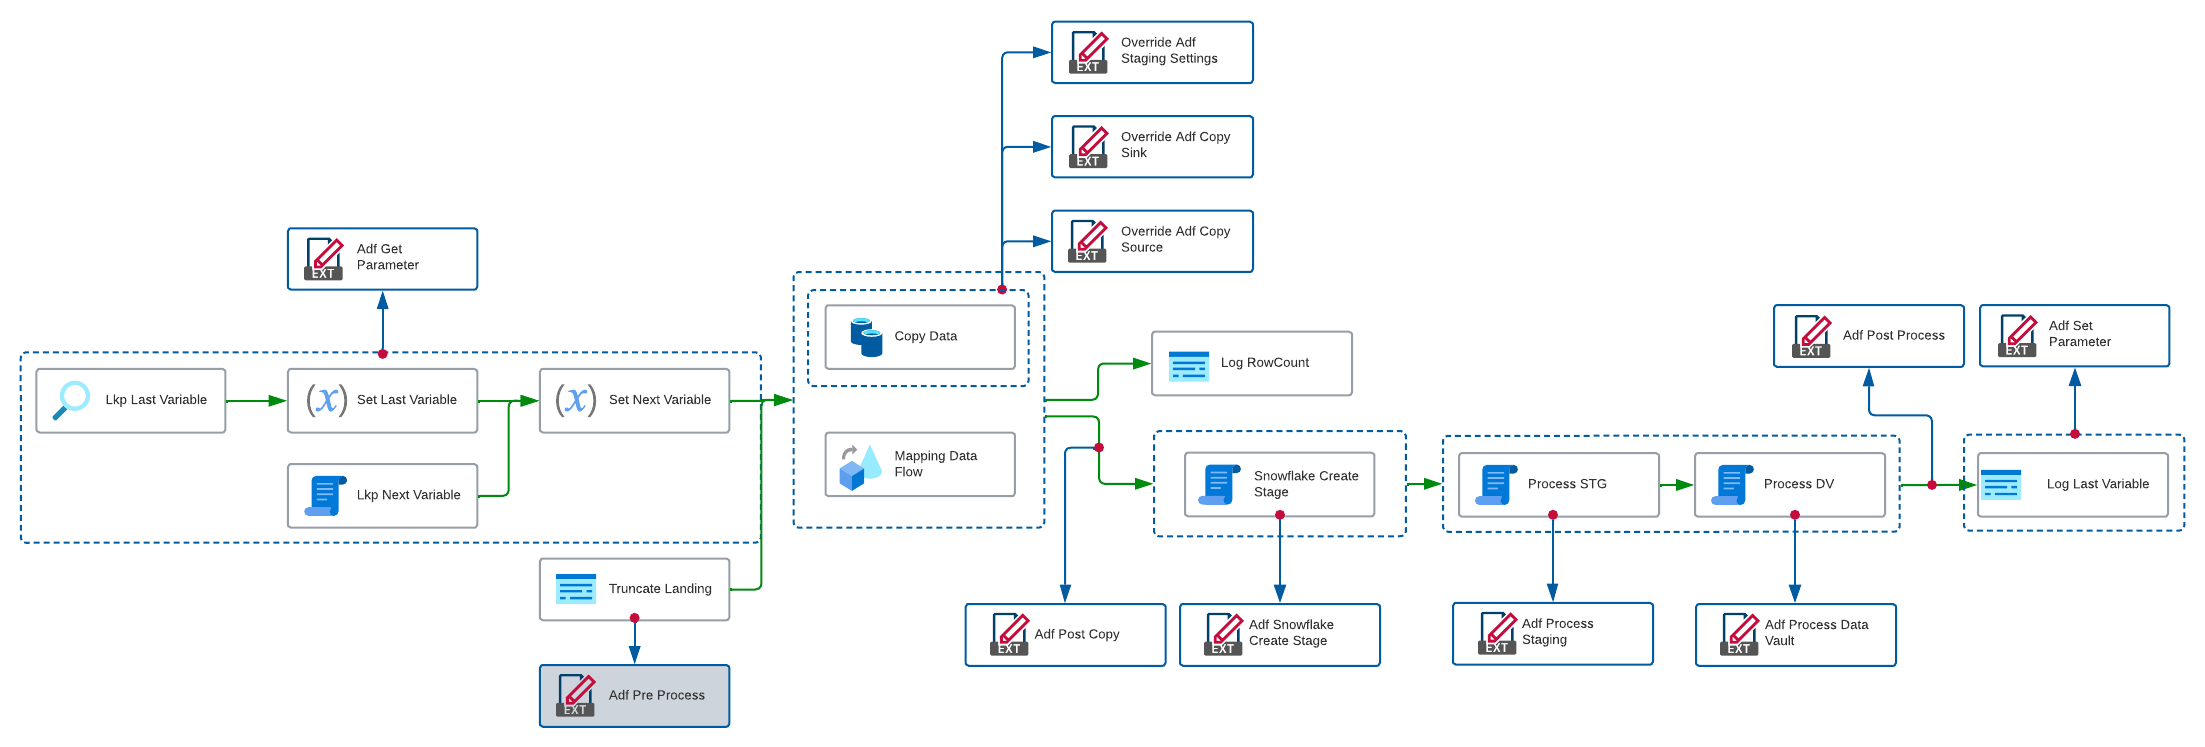 EXT
Override Adf
Staging Settings
EXT
Override Adf Copy
Sink
EXT
Override Adf Copy
Source
EXT
Adf Get
Parameter
Copy Data
Mapping Data
Flow
Lkp Last Variable
(x)
Set Last Variable
(x)
Set Next Variable
Lkp Next Variable
Truncate Landing
EXT
Adf Pre Process
Log RowCount
Snowflake Create
Stage
EXT
Adf Post Copy
EXT
Adf Snowflake
Create Stage
Process STG
Process DV
EXT
Adf Process
Staging
EXT
Adf Process Data
Vault
EXT
Adf Post Process
EXT
Adf Set
Parameter
Log Last Variable